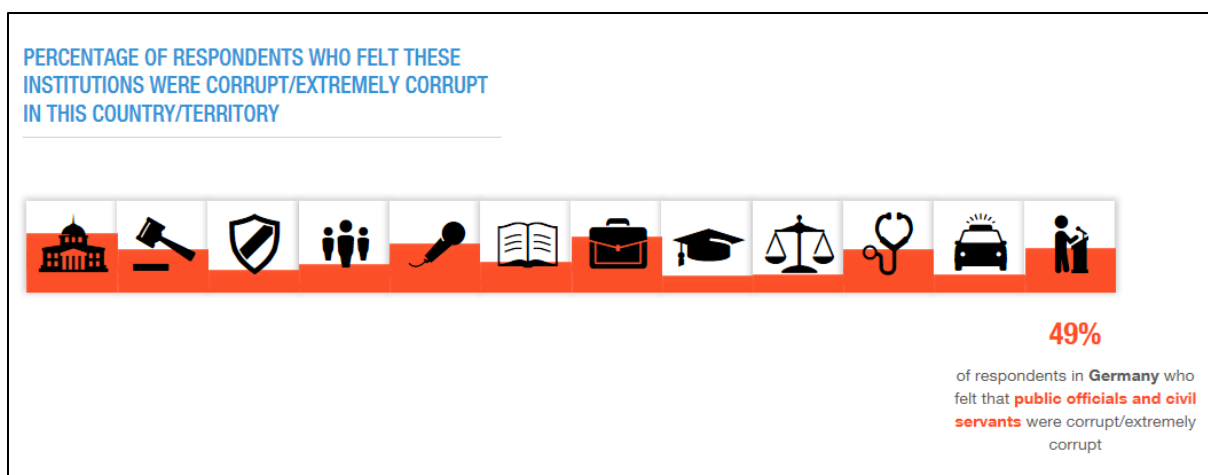 PERCENTAGE OF RESPONDENTS WHO FELT THESE
INSTITUTIONS WERE CORRUPT/EXTREMELY CORRUPT
IN THIS COUNTRY/TERRITORY
49%
of respondents in Germany who
felt that public officials and civil
servants were corrupt/extremely
corrupt